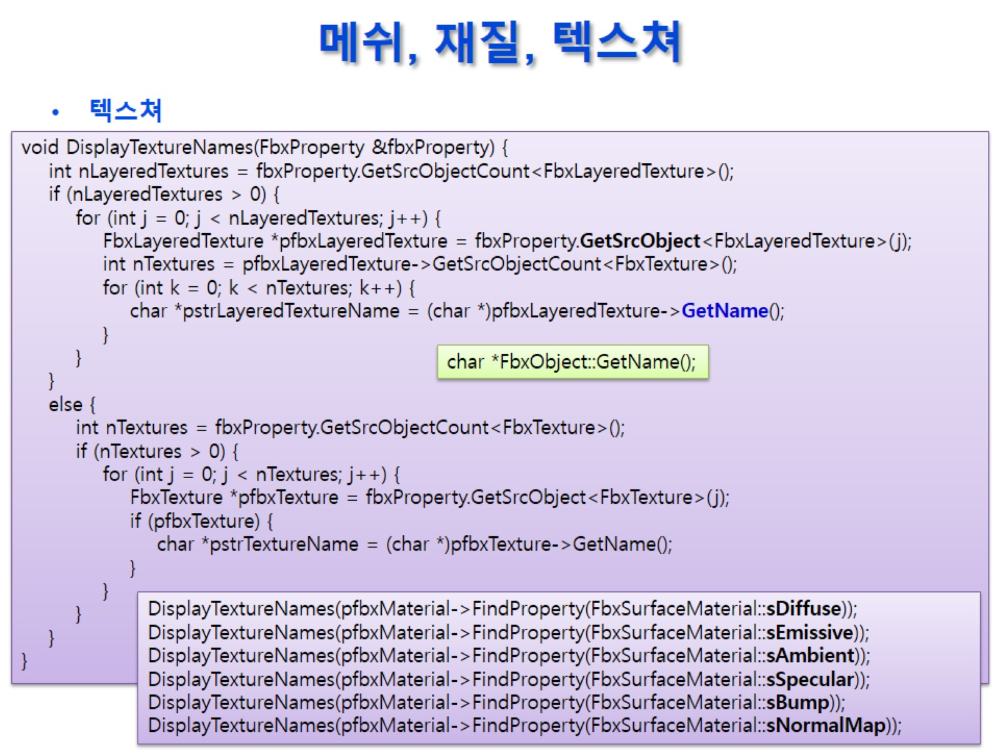 메쉬, 재질, 텍스쳐
• 텍스쳐
void DisplayTextureNames(FbxProperty &fbxProperty) {
int nLayeredTextures = fbxProperty.GetSrcObjectCount<FbxLayeredTexture>();
if (nLayeredTextures > 0) {
for (int j = 0; j < nLayeredTextures; j++) {
FbxLayeredTexture *pfbxLayeredTexture = fbxProperty.GetSrcObject<FbxLayeredTexture>(j);
int nTextures = pfbxLayeredTexture->GetSrcObjectCount<FbxTexture>();
for (int k = 0; k < nTextures; k++) {
char *pstrLayeredTextureName = (char *)pfbxLayeredTexture->GetName();
}
}
}
char *FbxObject::GetName();
else {
int nTextures = fbxProperty.GetSrcObjectCount<FbxTexture>();
if (nTextures > 0) {
for (int j = 0; j < nTextures; j++) {
FbxTexture *pfbxTexture = fbxProperty.GetSrcObject<FbxTexture>(j);
if (pfbxTexture) {
char *pstrTextureName = (char *)pfbxTexture->GetName();
}
}
}
}
}
DisplayTextureNames(pfbxMaterial->FindProperty(FbxSurfaceMaterial::sDiffuse));
DisplayTextureNames(pfbxMaterial->FindProperty(FbxSurfaceMaterial::sEmissive));
DisplayTextureNames(pfbxMaterial->FindProperty(FbxSurfaceMaterial::sAmbient));
DisplayTextureNames(pfbxMaterial->FindProperty(FbxSurfaceMaterial::sSpecular));
DisplayTextureNames(pfbxMaterial->FindProperty(FbxSurfaceMaterial::sBump));
DisplayTextureNames(pfbxMaterial->FindProperty(FbxSurfaceMaterial::sNormalMap));